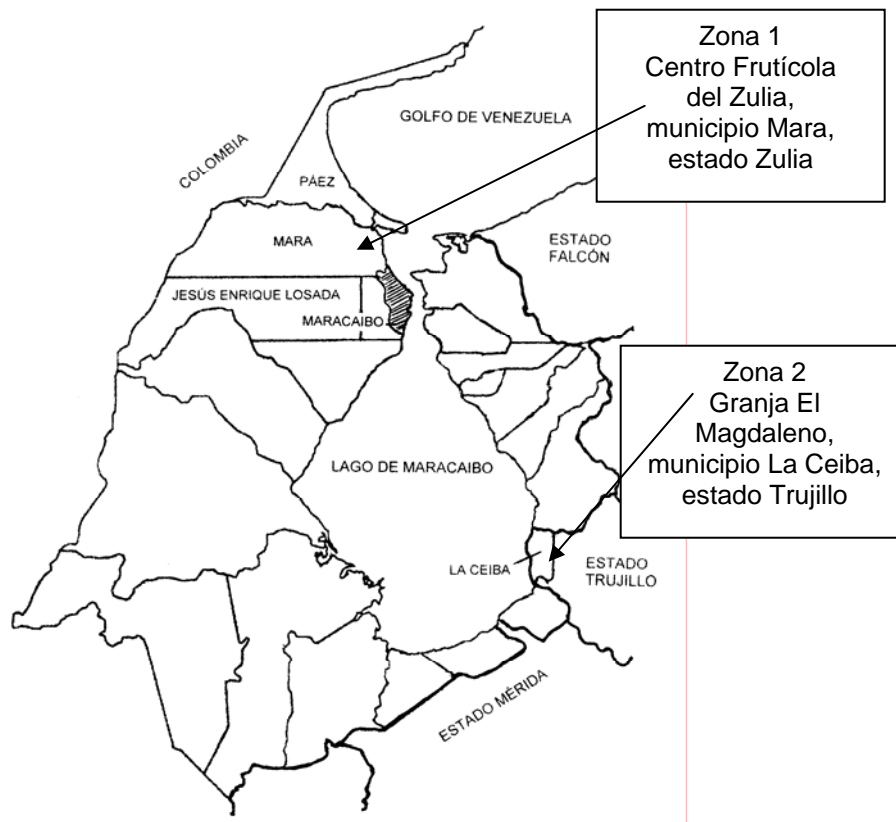 Zona 1
Centro Frutícola
del Zulia,
municipio Mara,
estado Zulia
GOLFO DE VENEZUELA
COLOMBIA
PÁEZ
MARA
ESTADO
FALCÓN
JESÚS ENRIQUE LOSADA
MARACAIBO
Zona 2
Granja El
Magdaleno,
municipio La Ceiba,
estado Trujillo
LAGO DE MARACAIBO
LA CEIBA
ESTADO
TRUJILLO
ESTADO MÉRIDA